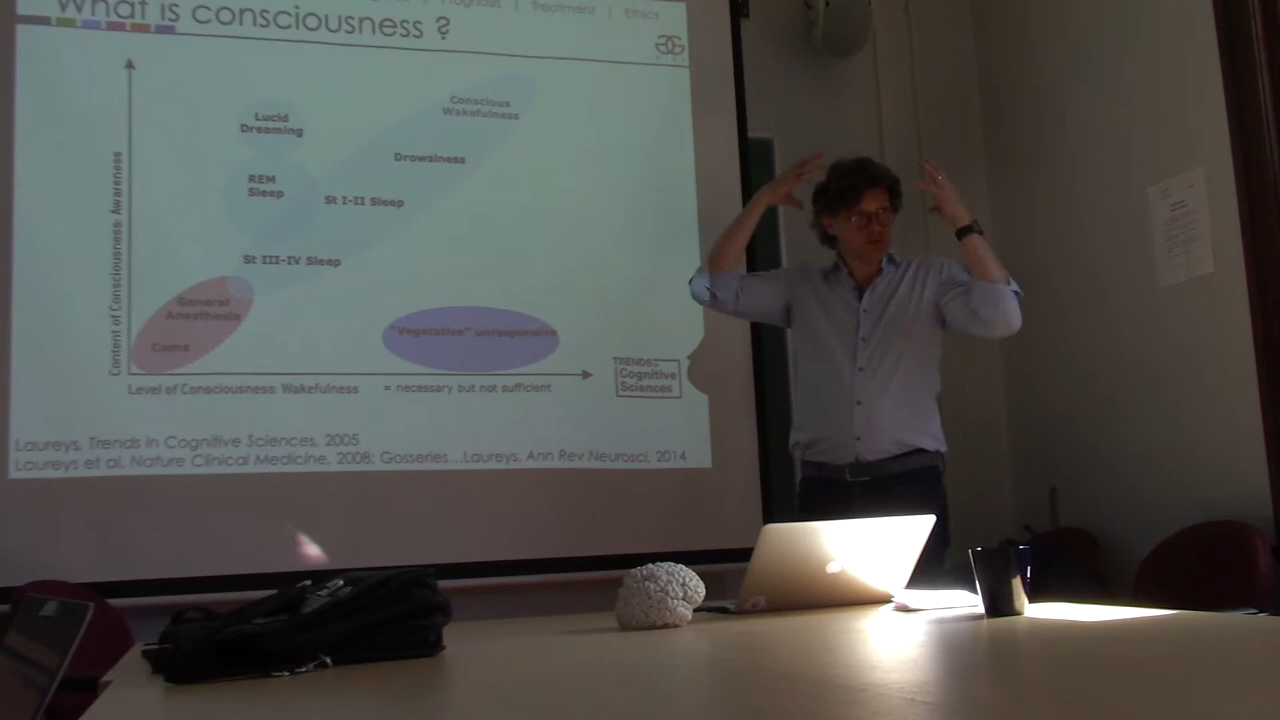 Prognosis | Treatment | Ethics
What is consciousness ?
Lucid
Dreaming
Conscious
Wakefulness
Drowsiness
REM
Sleep
St I-II Sleep
St III-IV Sleep
General
Anesthesia
Coma
"Vegetative" unresponsive
Content of Consciousness: Awareness
Level of Consciousness: Wakefulness = necessary but not sufficient
TRENDS in
Cognitive
Sciences
Laureys, Trends in Cognitive Sciences, 2005
Laureys et al. Nature Clinical Medicine, 2008; Gosseries...Laureys, Ann Rev Neurosci, 2014